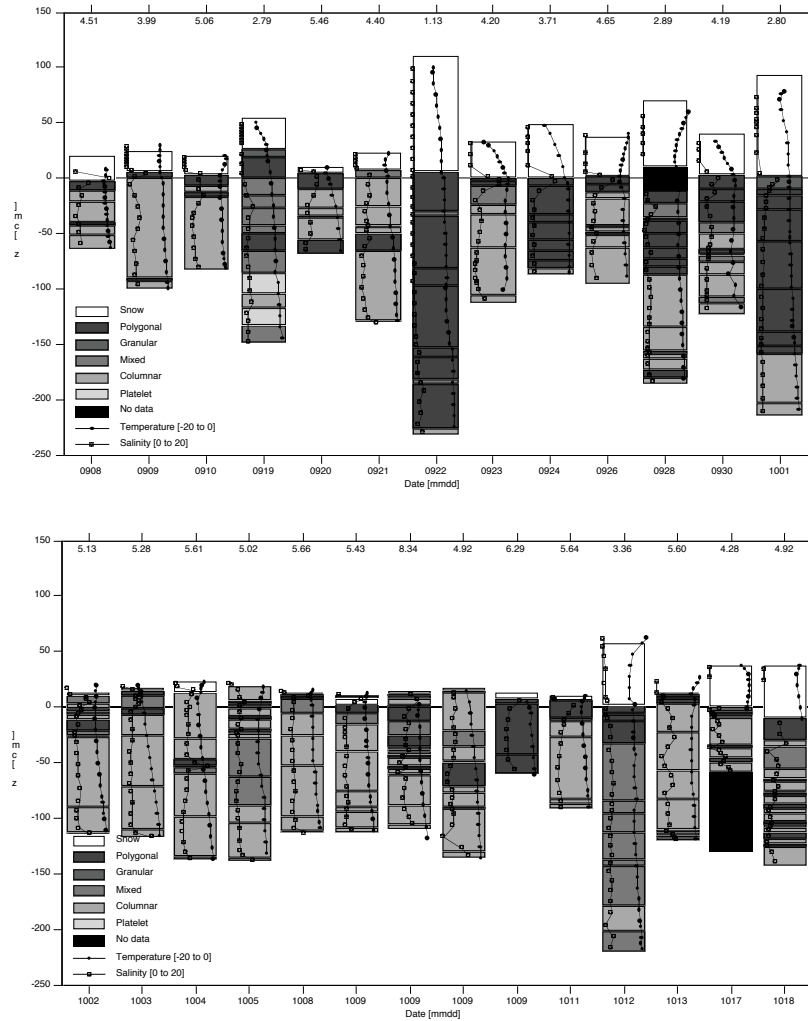 4.51 3.99 5.06 2.79 5.46 4.40 1.13 4.20 3.71 4.65 2.89 4.19 2.80
150
100
50
0
-50
-100
-150
-200
-250
z [cm]
Snow
Polygonal
Granular
Mixed
Columnar
Platelet
No data
Temperature [-20 to 0]
Salinity [0 to 20]
0908 0909 0910 0919 0920 0921 0922 0923 0924 0926 0928 0930 1001
Date [mmdd]
5.13 5.28 5.61 5.02 5.66 5.43 8.34 4.92 6.29 5.64 3.36 5.60 4.28 4.92
150
100
50
0
-50
-100
-150
-200
-250
z [cm]
Snow
Polygonal
Granular
Mixed
Columnar
Platelet
No data
Temperature [-20 to 0]
Salinity [0 to 20]
1002 1003 1004 1005 1008 1009 1009 1009 1009 1011 1012 1013 1017 1018
Date [mmdd]